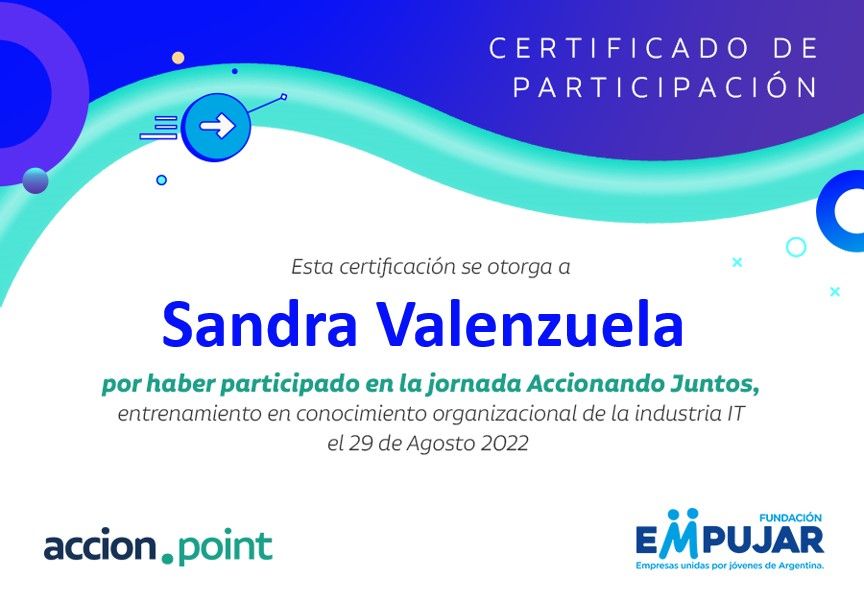 CERTIFICADO DE
PARTICIPACIÓN
Esta certificación se otorga a
Sandra Valenzuela
por haber participado en la jornada Accionando Juntos,
entrenamiento en conocimiento organizacional de la industria IT
el 29 de Agosto 2022
accion.point
FUNDACIÓN
EMPUJAR
Empresas unidas por jóvenes de Argentina.